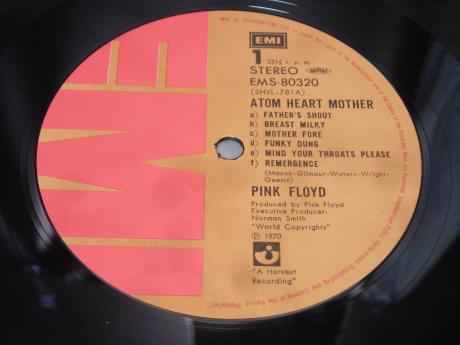 EMI
1
33⅓ r. p. m.
STEREO
EMS-80320
(SHVL-781A)
ATOM HEART MOTHER
a) FATHER'S SHOUT
b) BREAST MILKY
c) MOTHER FORE
d) FUNKY DUNG
e) MIND YOUR THROATS PLEASE
f) REMERGENCE
(Mason-Gilmour-Waters-Wright-
Geesin)
PINK FLOYD
Produced by Pink Floyd
Executive Producer:
Norman Smith
"World Copyrights"
℗ 1970
"A Harvest
Recording"
EMI